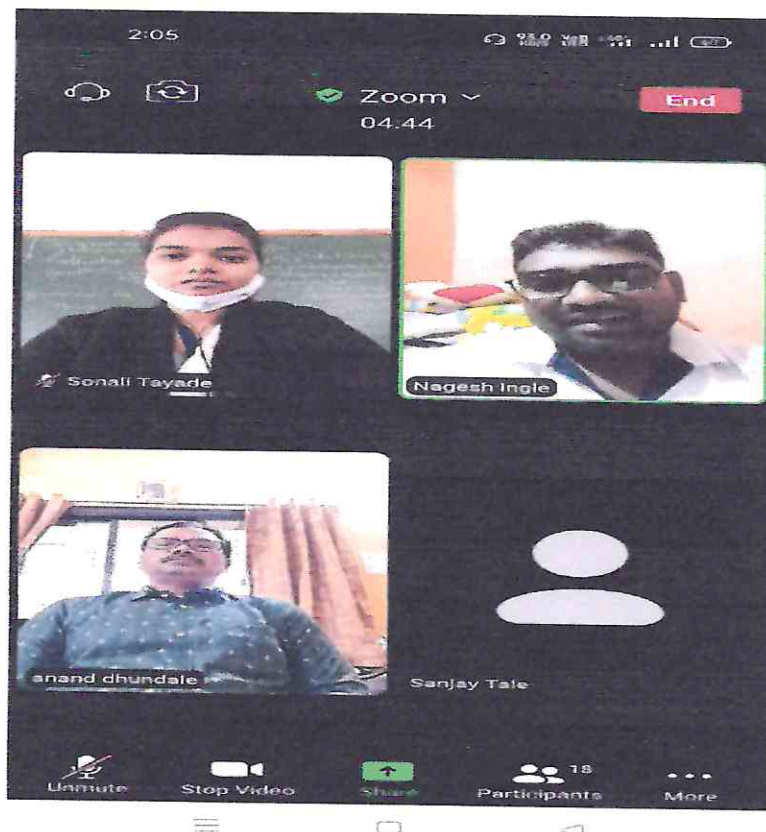 2:05
Zoom
End
04:44
Sonali Tayade
Nagesh Ingle
anand dhundale
Sanjay Tale
Unmute
Stop Video
Share
Participants
18
More